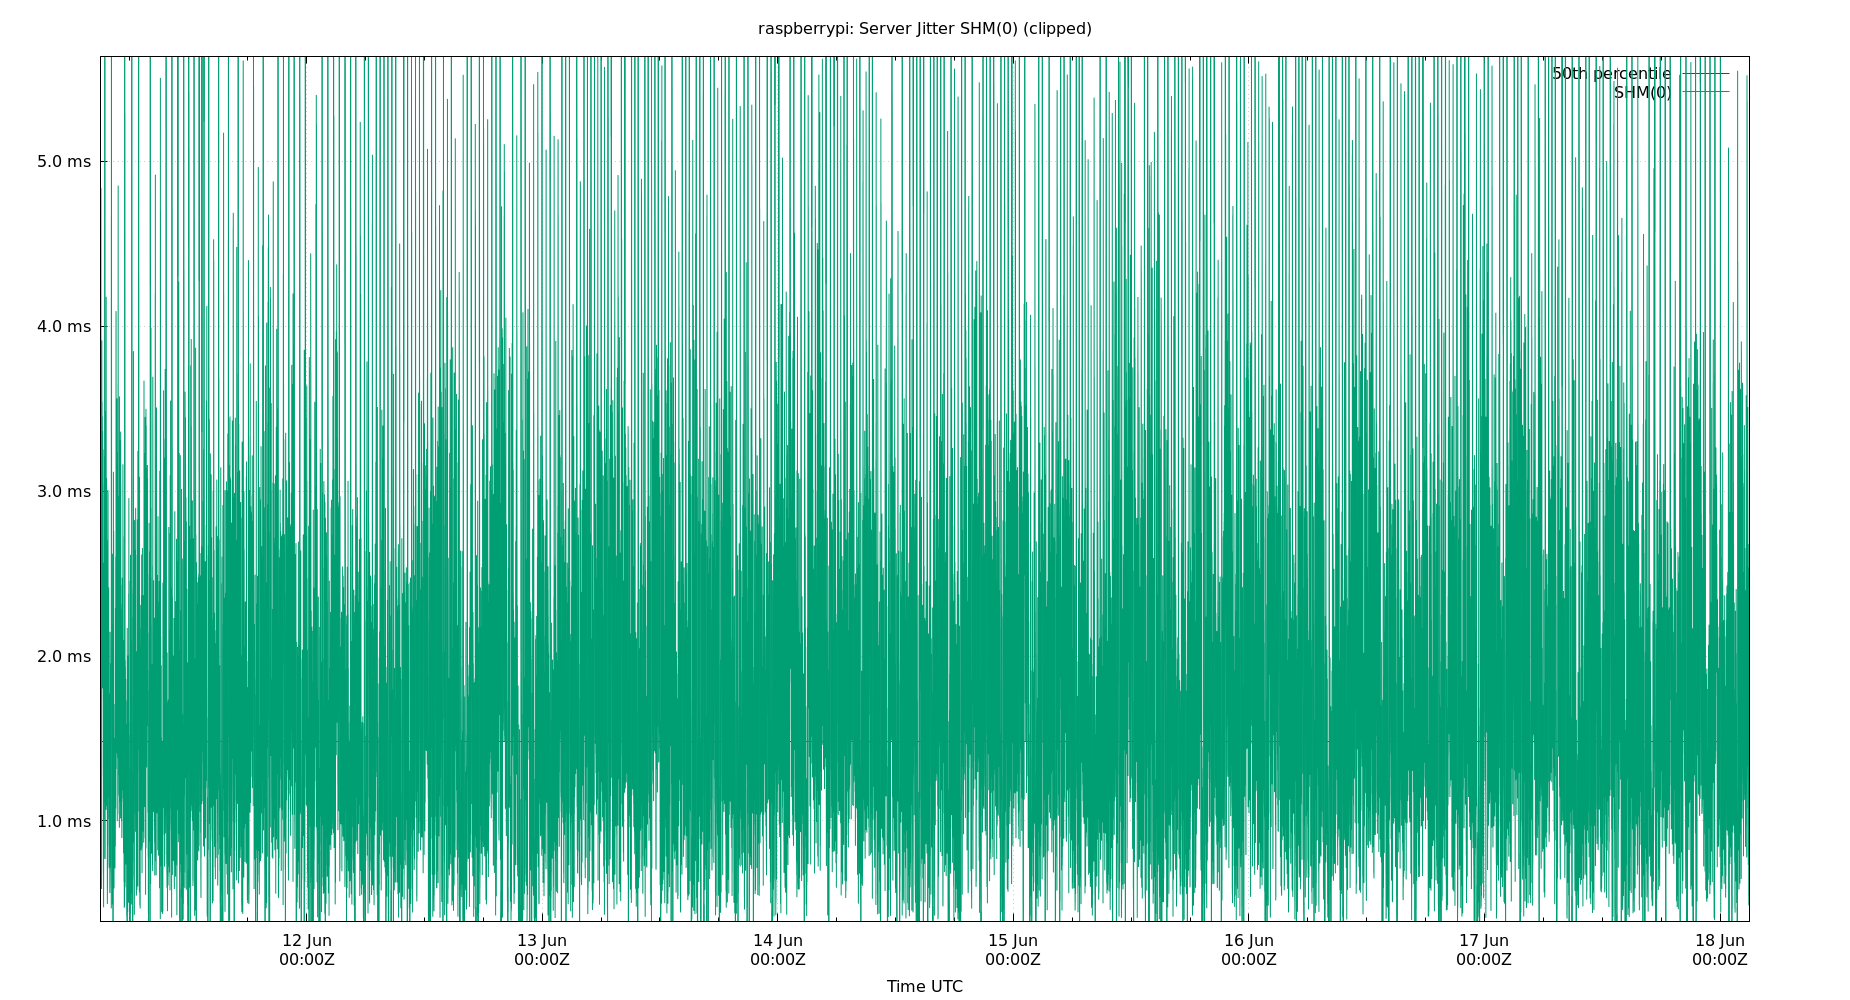 raspberrypi: Server Jitter SHM(0) (clipped)
50th percentile
SHM(0)
5.0 ms
4.0 ms
3.0 ms
2.0 ms
1.0 ms
12 Jun 13 Jun 14 Jun 15 Jun 16 Jun 17 Jun 18 Jun
00:00Z 00:00Z 00:00Z 00:00Z 00:00Z 00:00Z 00:00Z
Time UTC